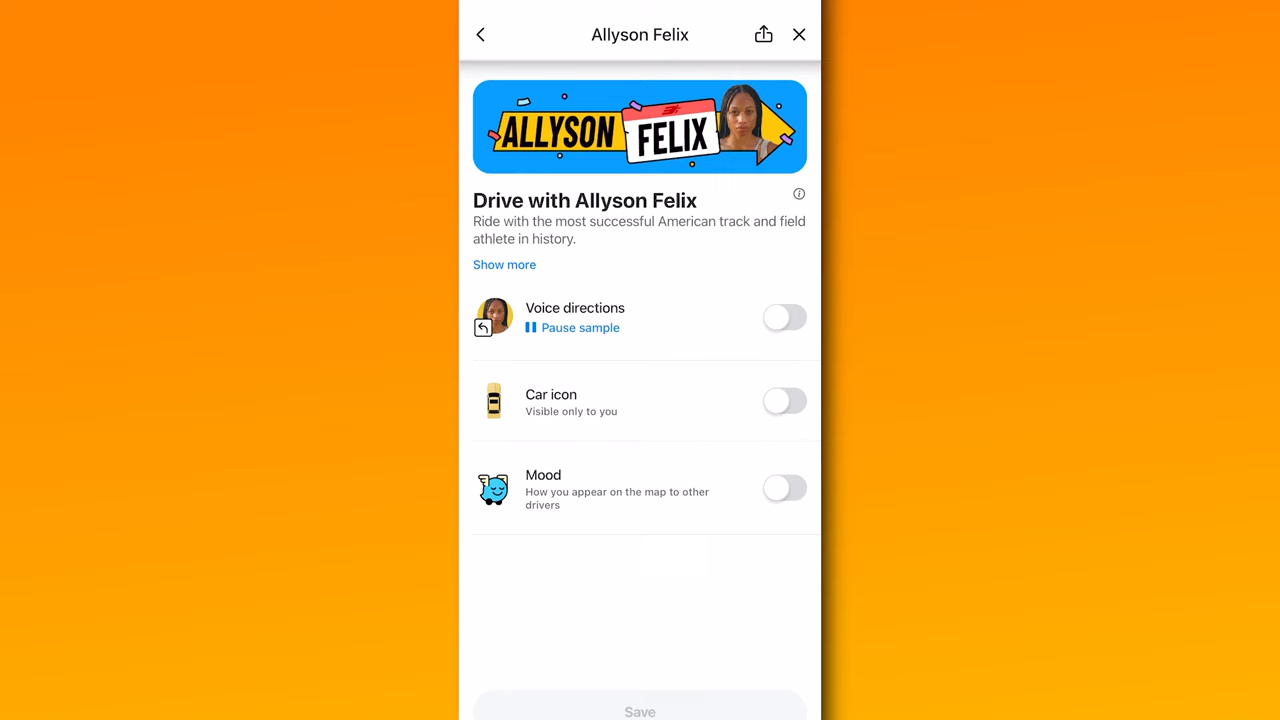 Allyson Felix
ALLYSON FELIX
Drive with Allyson Felix
Ride with the most successful American track and field
athlete in history.
Show more
Voice directions
Pause sample
Car icon
Visible only to you
Mood
How you appear on the map to other
drivers
Save